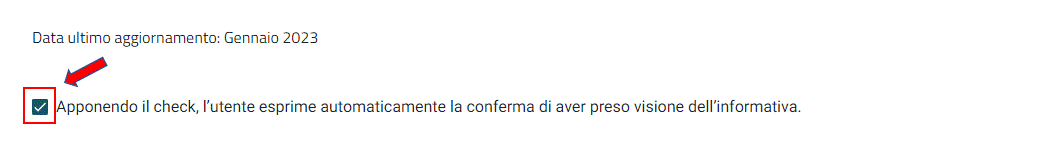 Data ultimo aggiornamento: Gennaio 2023
Apponendo il check, l’utente esprime automaticamente la conferma di aver preso visione dell’informativa.